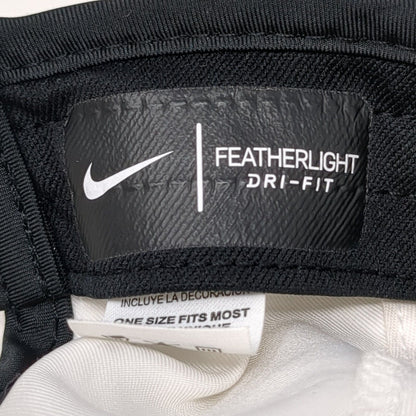 FEATHERLIGHT
DRI-FIT
INCLUYE LA DECORACIÓN
ONE SIZE FITS MOST